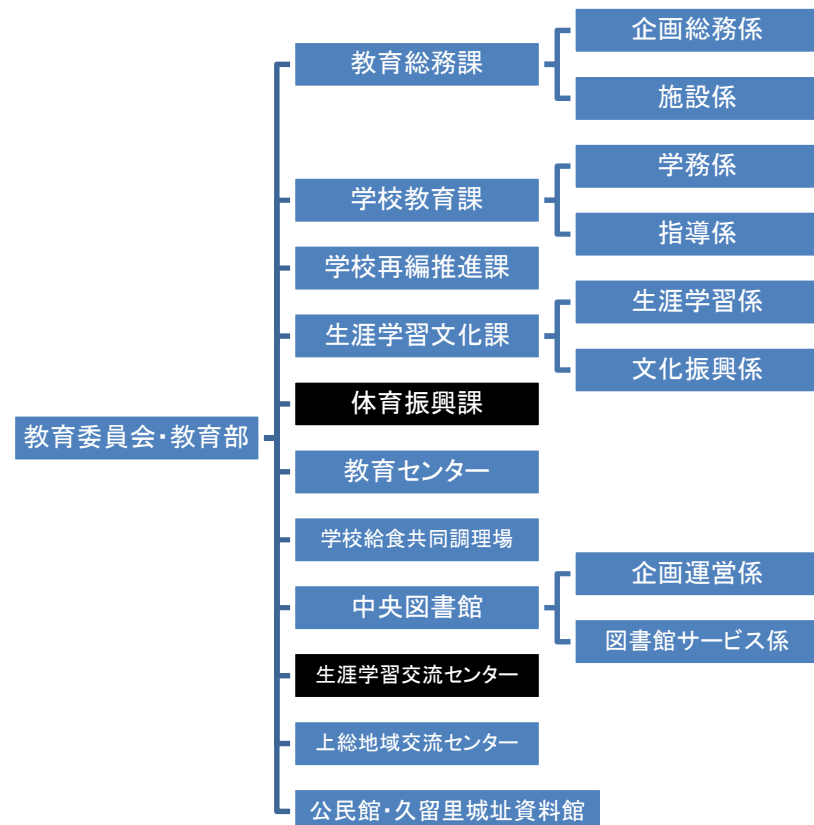 教育委員会・教育部
教育総務課
企画総務係
施設係
学校教育課
学務係
指導係
学校再編推進課
生涯学習文化課
生涯学習係
文化振興係
体育振興課
教育センター
学校給食共同調理場
中央図書館
企画運営係
図書館サービス係
生涯学習交流センター
上総地域交流センター
公民館・久留里城址資料館